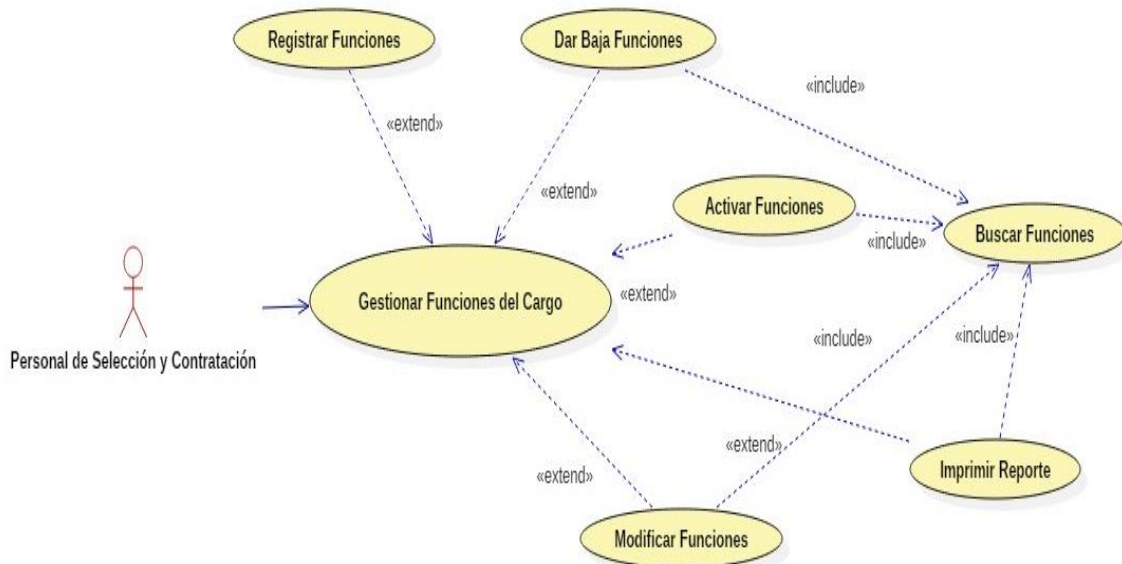 Registrar Funciones
Dar Baja Funciones
«include»
«extend»
«extend»
Activar Funciones
«include»
Buscar Funciones
Gestionar Funciones del Cargo
«extend»
Personal de Selección y Contratación
«include»
«include»
«extend»
«extend»
Imprimir Reporte
Modificar Funciones